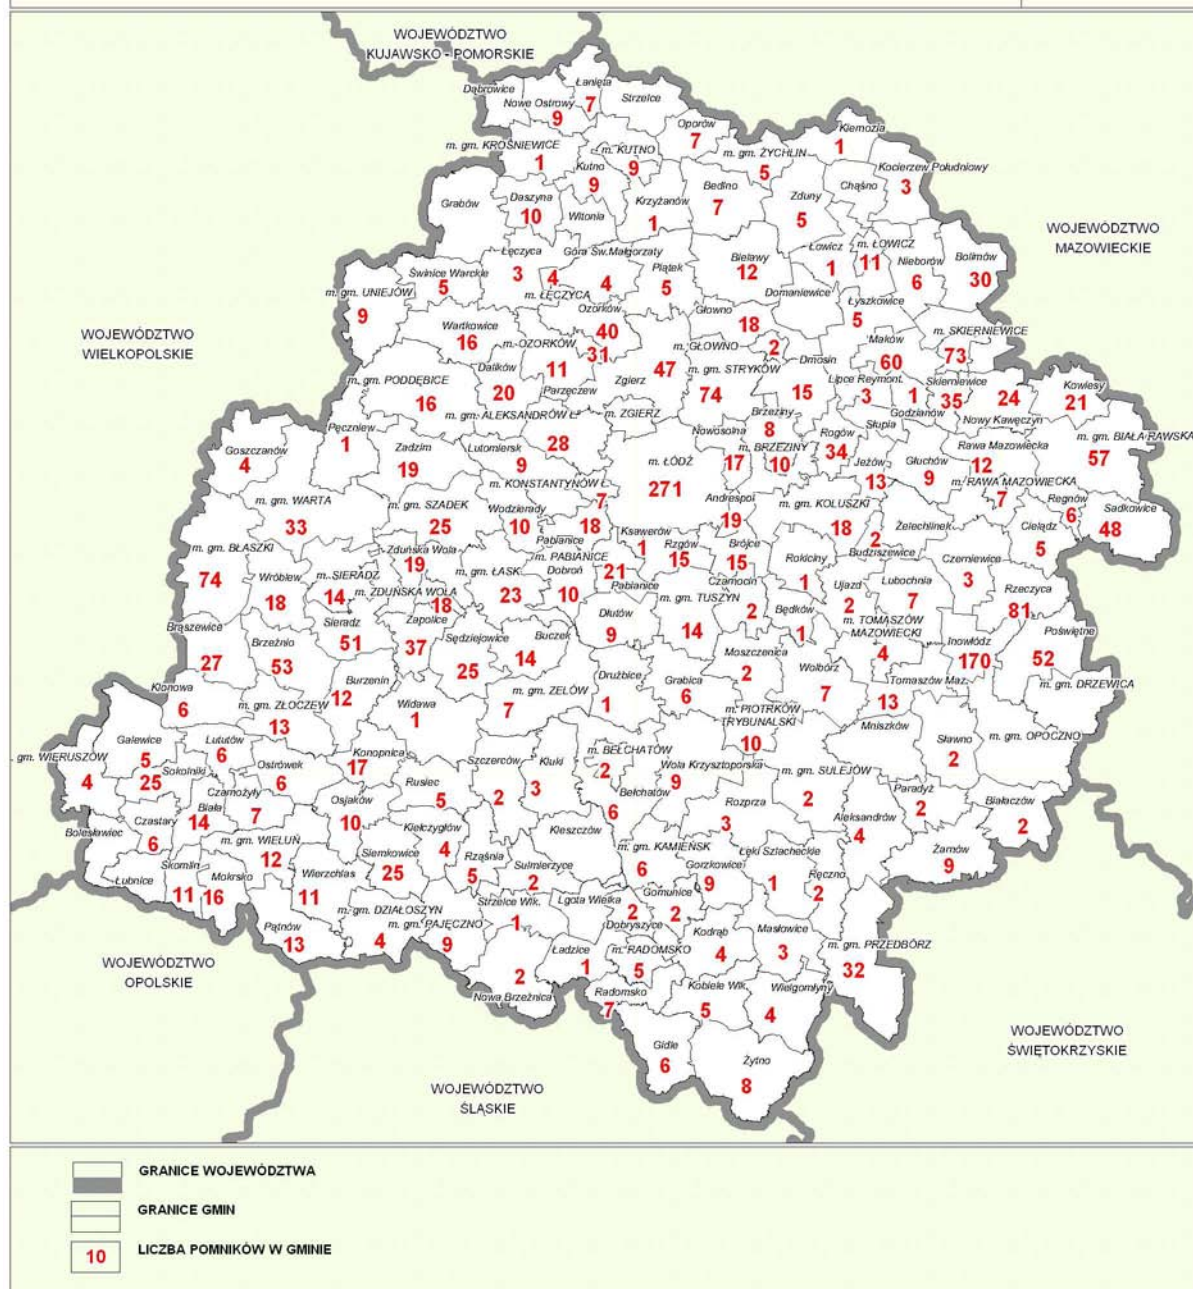 WOJEWÓDZTWO
KUJAWSKO - POMORSKIE
Dąbrowice
Łanięta
Nowe Ostrowy
7
Strzelce
9
Oporów
7
Kiernozia
1
m. gm. KROŚNIEWICE
1
m. KUTNO
9
Kutno
9
m. gm. ŻYCHLIN
5
Kocierzew Południowy
3
Grabów
Daszyna
10
Witonia
Krzyżanów
1
Bedlno
7
Zduny
5
Chąśno
WOJEWÓDZTWO
MAZOWIECKIE
Łęczyca
3
4
m. ŁĘCZYCA
Góra Św.Małgorzaty
4
Piątek
5
Bielawy
12
Łowicz
1
m. ŁOWICZ
11
Nieborów
6
Bolimów
30
Świnice Warckie
5
m. gm. UNIEJÓW
9
Domaniewice
Łyszkowice
5
WOJEWÓDZTWO
WIELKOPOLSKIE
Wartkowice
16
Ozorków
40
m. OZORKÓW
31
Głowno
18
m. GŁOWNO
2
Maków
60
m. SKIERNIEWICE
73
Dalików
20
11
Parzęczew
Zgierz
47
m. gm. STRYKÓW
74
Dmosin
15
Lipce Reymont.
3
1
Godzianów
Skierniewice
35
24
Nowy Kawęczyn
Kowiesy
21
m. gm. PODDĘBICE
16
m. gm. ALEKSANDRÓW Ł.
28
m. ZGIERZ
Brzeziny
8
Słupia
Pęczniew
1
Goszczanów
4
Zadzim
19
Lutomiersk
9
Nowosolna
17
m. BRZEZINY
10
Rogów
34
Jeżów
13
Głuchów
9
Rawa Mazowiecka
12
m. gm. BIAŁA RAWSKA
57
m. ŁÓDŹ
271
m. KONSTANTYNÓW Ł.
7
m. RAWA MAZOWIECKA
7
Regnów
6
Sadkowice
48
m. gm. WARTA
33
m. gm. SZADEK
25
Wodzierady
10
Pabianice
18
Andrespol
19
m. gm. KOLUSZKI
18
2
Budziszewice
Żelechlinek
Cielądz
5
m. gm. BŁASZKI
74
Zduńska Wola
19
Ksawerów
1
Rzgów
15
Brójce
15
Rokiciny
1
Czerniewice
3
Wróblew
18
m. SIERADZ
14
m. ZDUŃSKA WOLA
18
m. gm. ŁASK
23
m. PABIANICE
21
Dobroń
10
Pabianice
Czarnocin
2
Ujazd
2
Lubochnia
7
Rzeczyca
81
Brąszewice
27
Sieradz
51
Zapolice
37
Dłutów
9
m. gm. TUSZYN
14
Będków
1
m. TOMASZÓW
MAZOWIECKI
4
Inowłódz
170
Poświętne
52
Brzeźnio
53
Sędziejowice
25
Buczek
14
Moszczenica
2
Wolbórz
7
Tomaszów Maz.
13
m. gm. DRZEWICA
Klonowa
6
Burzenin
12
m. gm. ZŁOCZEW
13
Widawa
1
m. gm. ZELÓW
7
Drużbice
1
Grabica
6
m. PIOTRKÓW
TRYBUNALSKI
10
Mniszków
Sławno
2
m. gm. OPOCZNO
gm. WIERUSZÓW
4
Galewice
5
Lututów
6
Sokolniki
25
Ostrówek
6
Konopnica
17
m. BEŁCHATÓW
2
Szczerców
2
Kluki
3
Wola Krzysztoporska
9
m. gm. SULEJÓW
2
Bełchatów
6
Rusiec
5
Czarnożyły
7
Osjaków
10
Paradyż
2
Białaczów
2
Bolesławiec
Czastary
6
Biała
14
m. gm. WIELUŃ
12
Kiełczygłów
4
Rząśnia
5
Kleszczów
Rozprza
3
Aleksandrów
4
Żarnów
9
Łubnice
Skomlin
11
Mokrsko
16
Wierzchlas
11
Siemkowice
25
Sulmierzyce
2
m. gm. KAMIEŃSK
6
Gorzkowice
9
Łęki Szlacheckie
1
Ręczno
2
Pątnów
13
m. gm. DZIAŁOSZYN
4
m. gm. PAJĘCZNO
9
Strzelce Wlk.
1
Lgota Wielka
Gomunice
2
2
Dobryszyce
Kodrąb
4
Masłowice
3
m. gm. PRZEDBÓRZ
32
WOJEWÓDZTWO
OPOLSKIE
2
Nowa Brzeźnica
Ładzice
1
m. RADOMSKO
5
Radomsko
7
Kobiele Wlk.
5
Wielgomłyny
4
WOJEWÓDZTWO
ŚWIĘTOKRZYSKIE
Gidle
6
Żytno
8
WOJEWÓDZTWO
ŚLĄSKIE
GRANICE WOJEWÓDZTWA
GRANICE GMIN
10 LICZBA POMNIKÓW W GMINIE